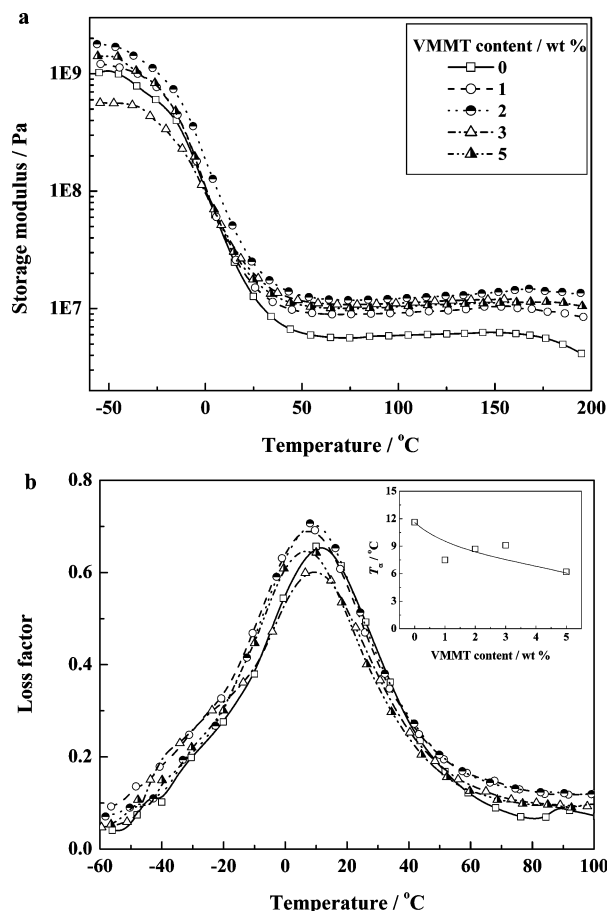 a
Storage modulus / Pa
1E9
1E8
1E7
VMMT content / wt %
0
1
2
3
5
-50 0 50 100 150 200
Temperature / °C
b
Loss factor
0.8
0.6
0.4
0.2
0.0
-60 -40 -20 0 20 40 60 80 100
Temperature / °C
Tα / °C
15
12
9
6
3
0
0 1 2 3 4 5
VMMT content / wt %